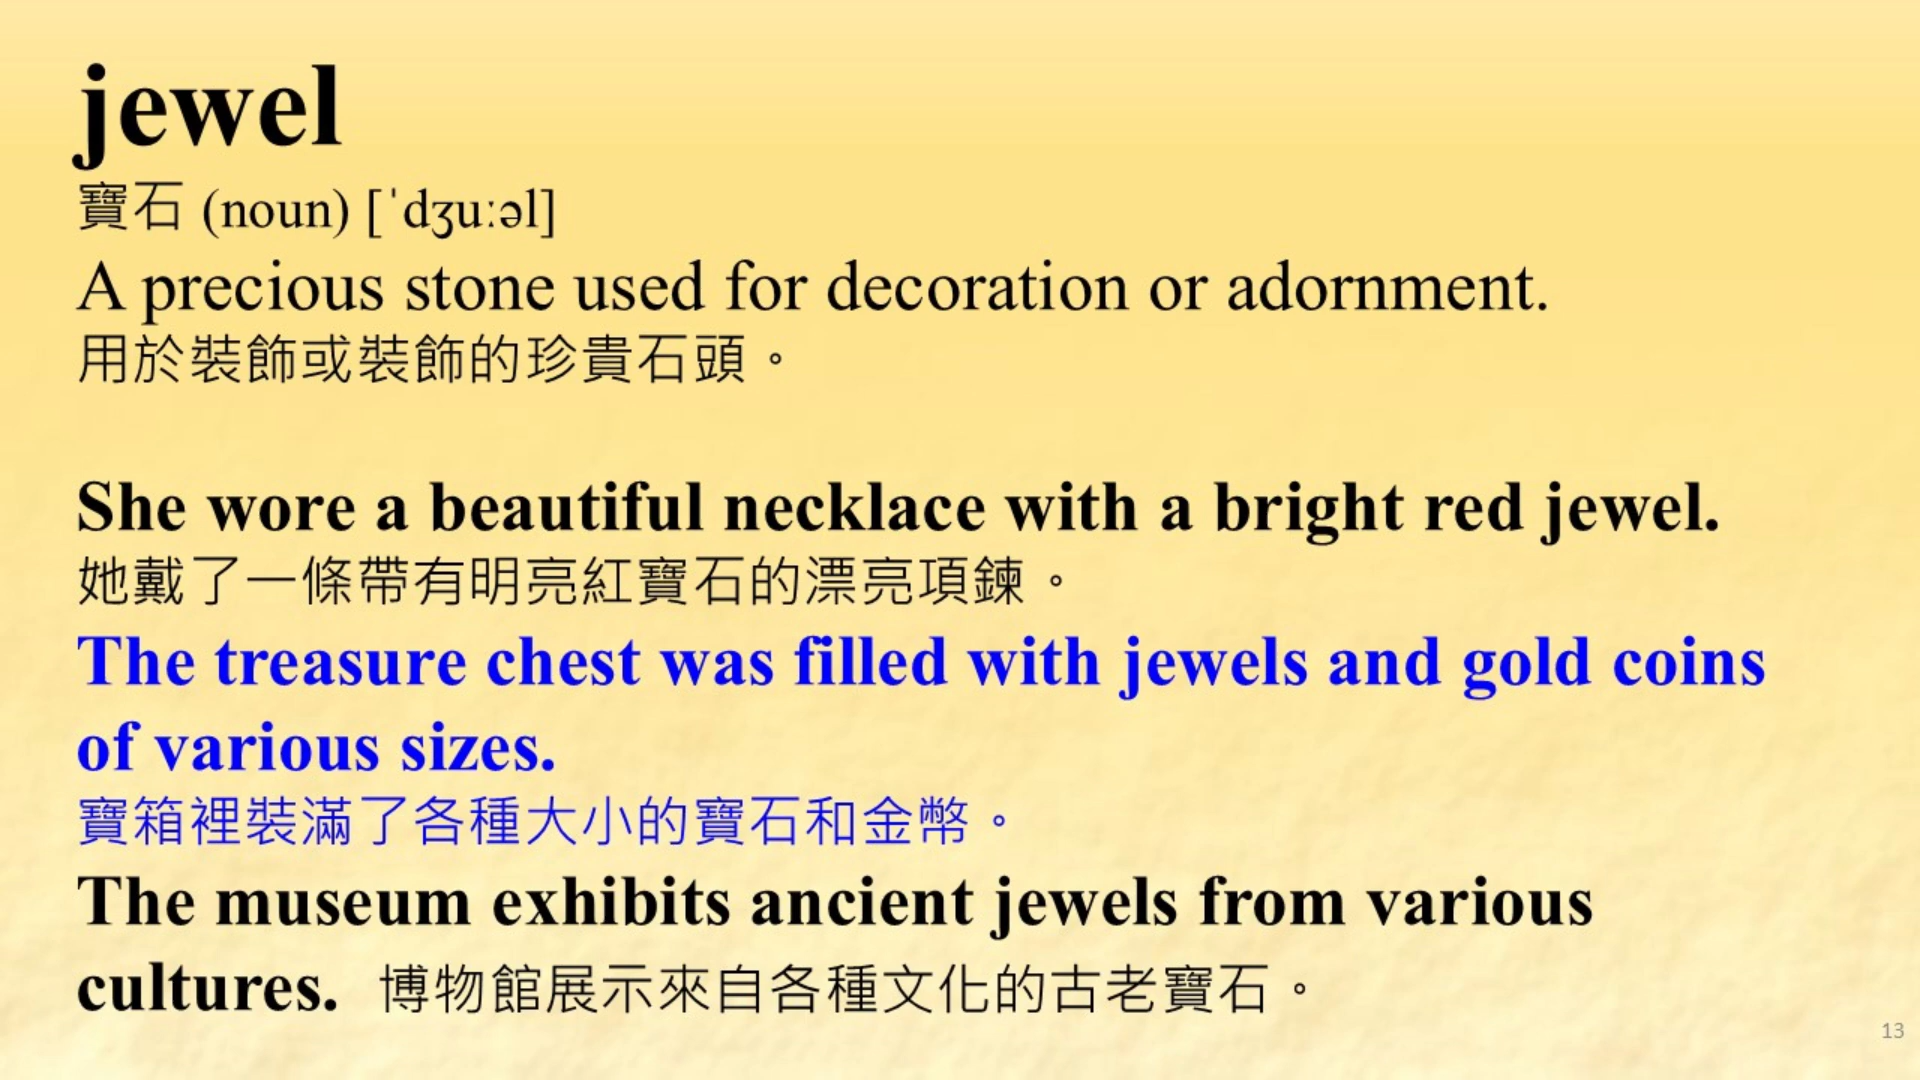 jewel
寶石 (noun) [ˈdʒuːəl]
A precious stone used for decoration or adornment.
用於裝飾或裝飾的珍貴石頭。
She wore a beautiful necklace with a bright red jewel.
她戴了一條帶有明亮紅寶石的漂亮項鍊。
The treasure chest was filled with jewels and gold coins
of various sizes.
寶箱裡裝滿了各種大小的寶石和金幣。
The museum exhibits ancient jewels from various
cultures. 博物館展示來自各種文化的古老寶石。
13